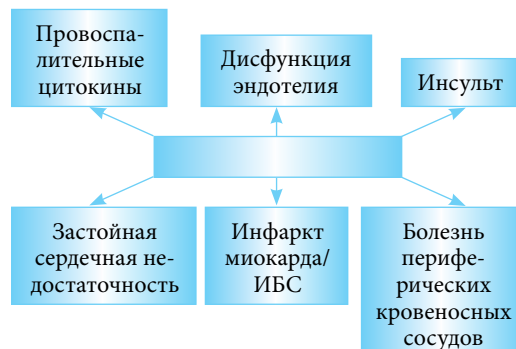 Провоспа-
лительные
цитокины
Дисфункция
эндотелия
Инсульт
Застойная
сердечная не-
достаточность
Инфаркт
миокарда/
ИБС
Болезнь
перифе-
рических
кровеносных
сосудов